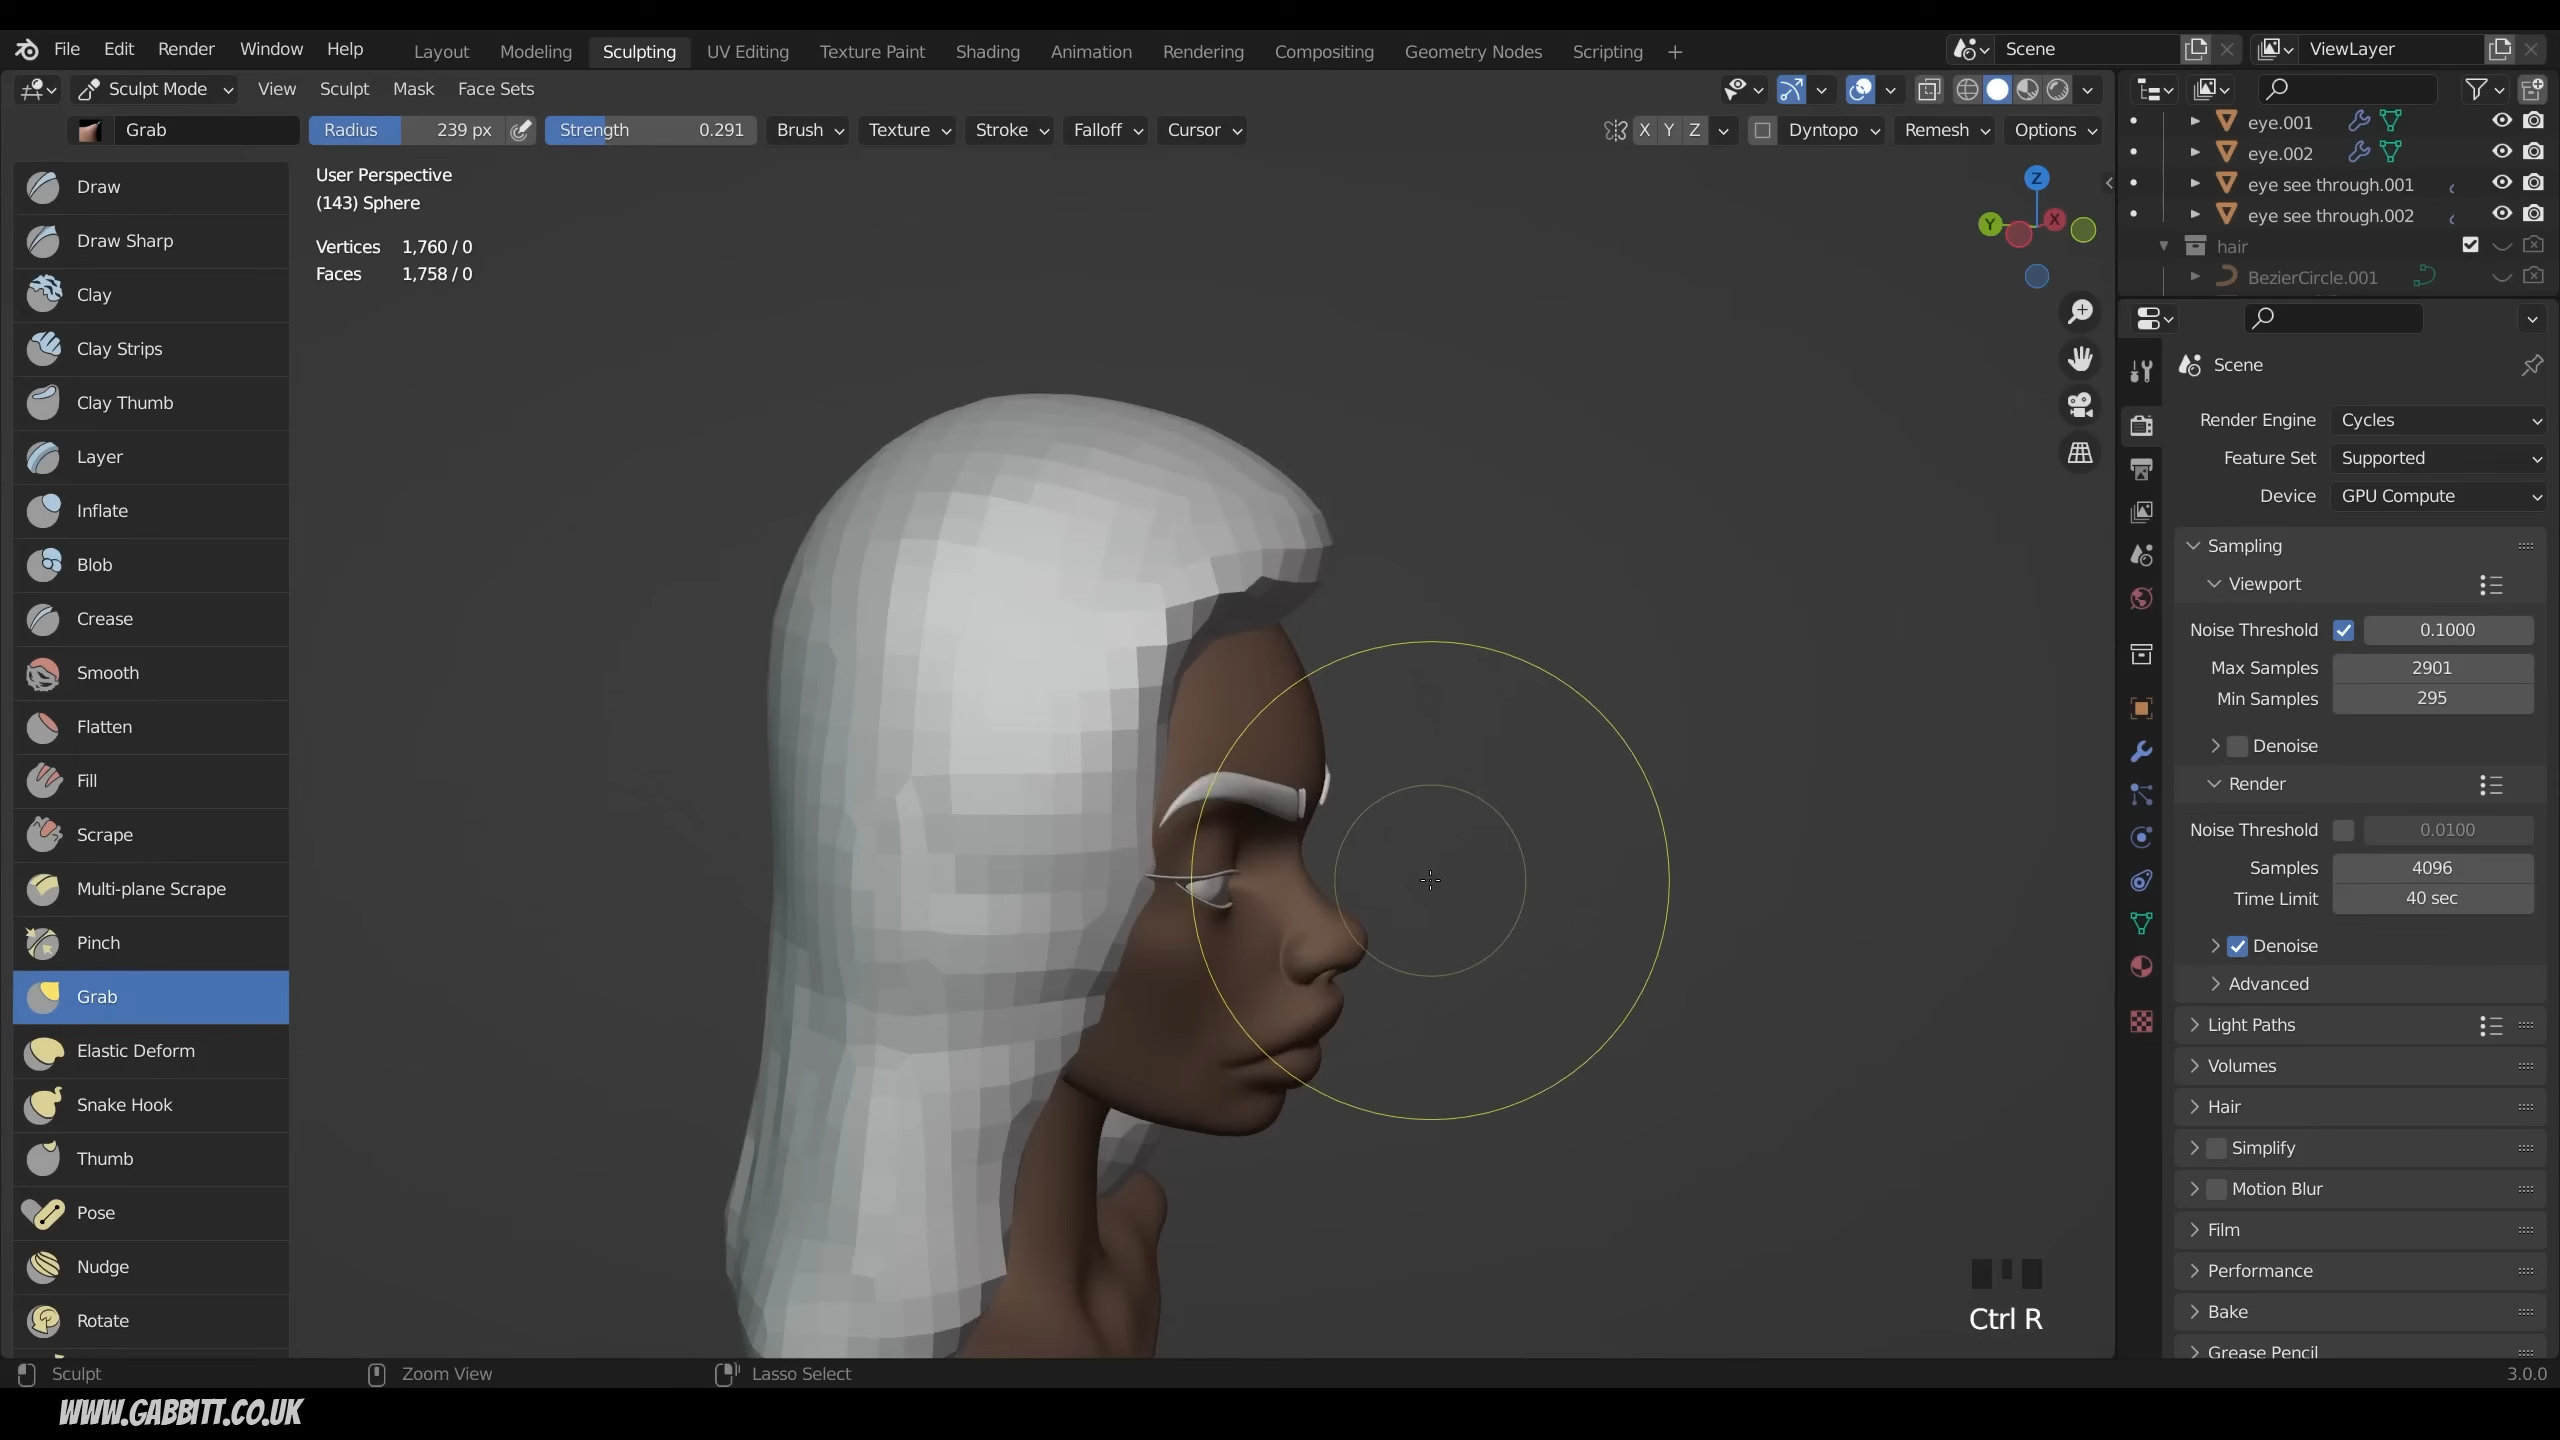 File Edit Render Window Help Layout Modeling Sculpting UV Editing Texture Paint Shading Animation Rendering Compositing Geometry Nodes Scripting + Scene ViewLayer
Sculpt Mode View Sculpt Mask Face Sets
Grab Radius 239 px Strength 0.291 Brush Texture Stroke Falloff Cursor X Y Z Dyntopo Remesh Options
Draw
Draw Sharp
Clay
Clay Strips
Clay Thumb
Layer
Inflate
Blob
Crease
Smooth
Flatten
Fill
Scrape
Multi-plane Scrape
Pinch
Grab
Elastic Deform
Snake Hook
Thumb
Pose
Nudge
Rotate
User Perspective
(143) Sphere
Vertices 1,760 / 0
Faces 1,758 / 0
Z
Y X
Ctrl R
eye.001
eye.002
eye see through.001
eye see through.002
hair
BezierCircle.001
Scene
Render Engine Cycles
Feature Set Supported
Device GPU Compute
Sampling
Viewport
Noise Threshold 0.1000
Max Samples 2901
Min Samples 295
Denoise
Render
Noise Threshold 0.0100
Samples 4096
Time Limit 40 sec
Denoise
Advanced
Light Paths
Volumes
Hair
Simplify
Motion Blur
Film
Performance
Bake
Grease Pencil
Sculpt Zoom View Lasso Select 3.0.0
WWW.GABBITT.CO.UK